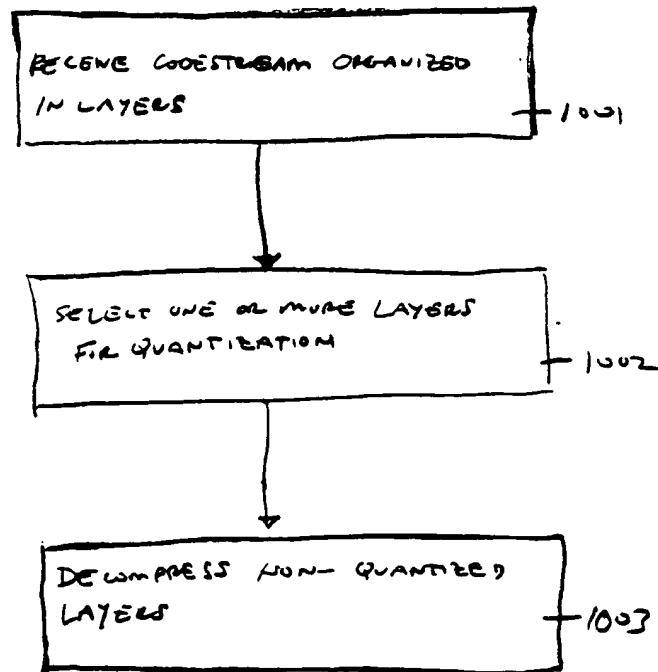 RECEIVE CODESTREAM ORGANIZED
IN LAYERS
1001
SELECT ONE OR MORE LAYERS
FOR QUANTIZATION
1002
DECOMPRESS NON-QUANTIZED
LAYERS
1003